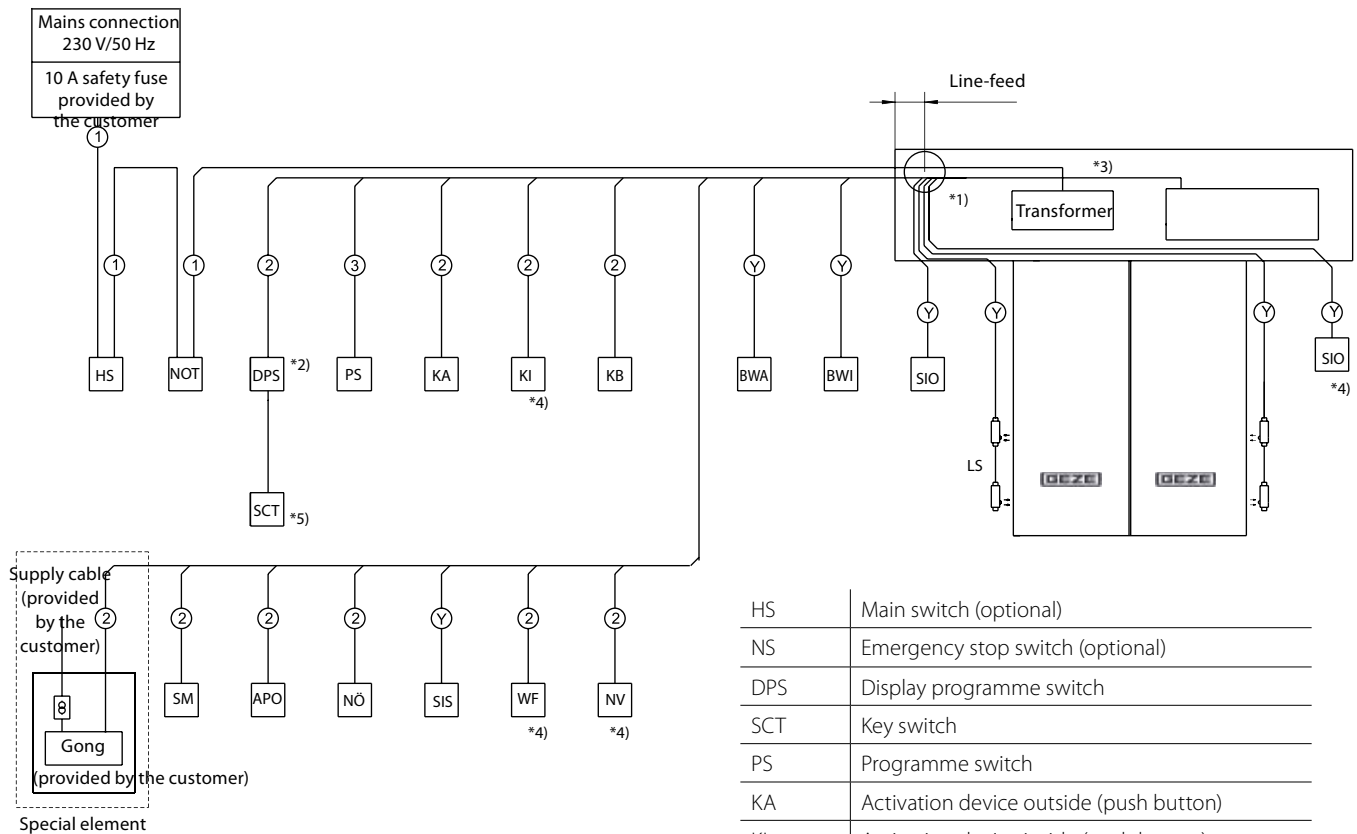 Mains connection
230 V/50 Hz
10 A safety fuse
provided by
the customer
Line-feed
1
*3)
*1)
Transformer
1
1
2
3
2
2
2
Y
Y
Y
Y
Y
Y
HS
NOT
DPS
*2)
PS
KA
KI
*4)
KB
BWA
BWI
SIO
SIO
*4)
LS
GEZE
GEZE
SCT
*5)
Supply cable
(provided
by the
customer)
2
2
2
2
Y
2
2
SM
APO
NÖ
SIS
WF
*4)
NV
*4)
8
Gong
(provided by the customer)
Special element
HS Main switch (optional)
NS Emergency stop switch (optional)
DPS Display programme switch
SCT Key switch
PS Programme switch
KA Activation device outside (push button)